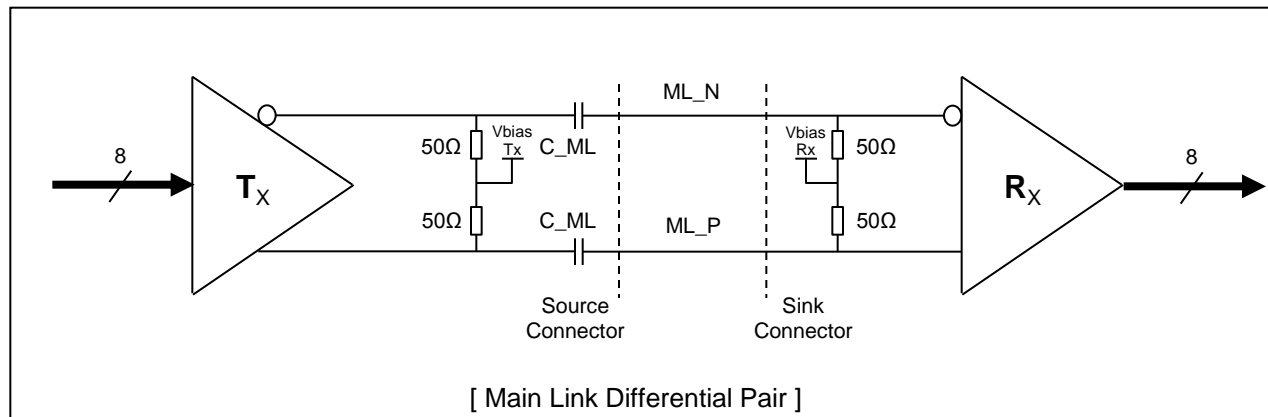 ML_N
Vbias
Tx
Vbias
Rx
50Ω
C_ML
50Ω
8
8
TX
RX
50Ω
C_ML
ML_P
50Ω
Source
Connector
Sink
Connector
[ Main Link Differential Pair ]